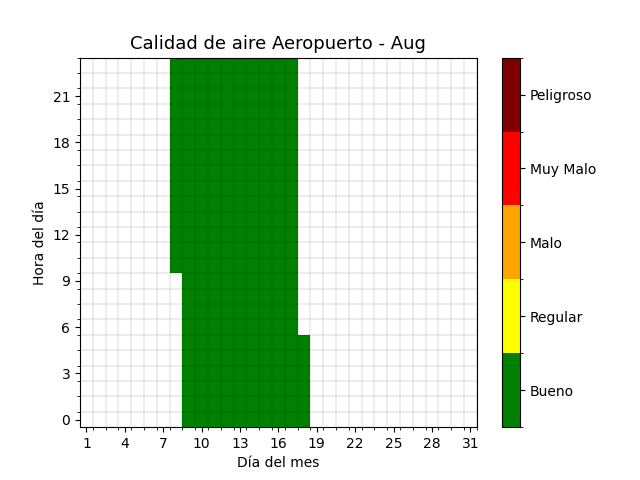 Calidad de aire Aeropuerto - Aug
Hora del día
21
18
15
12
9
6
3
0
1 4 7 10 13 16 19 22 25 28 31
Día del mes
Peligroso
Muy Malo
Malo
Regular
Bueno